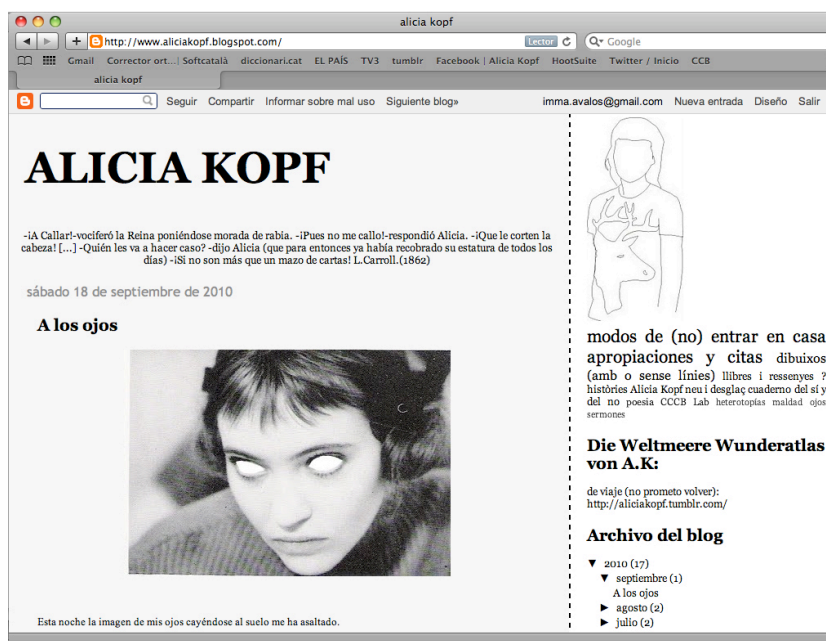 alicia kopf
http://www.aliciakopf.blogspot.com/
Lector
Google
Gmail Corrector ort...| Softcatalà diccionari.cat EL PAÍS TV3 tumblr Facebook | Alicia Kopf HootSuite Twitter / Inicio CCB
alicia kopf
Seguir Compartir Informar sobre mal uso Siguiente blog» imma.avalos@gmail.com Nueva entrada Diseño Salir
ALICIA KOPF
-¡A Callar!-vociferó la Reina poniéndose morada de rabia. -¡Pues no me callo!-respondió Alicia. -¡Que le corten la
cabeza! [...] -Quién les va a hacer caso? -dijo Alicia (que para entonces ya había recobrado su estatura de todos los
días) -¡Si no son más que un mazo de cartas! L.Carroll.(1862)
sábado 18 de septiembre de 2010
A los ojos
Esta noche la imagen de mis ojos cayéndose al suelo me ha asaltado.
modos de (no) entrar en casa
apropiaciones y citas dibuixos
(amb o sense línies) llibres i ressenyes ?
històries Alicia Kopf neu i desglaç cuaderno del sí y
del no poesia CCCB Lab heterotopías maldad ojos
sermones
Die Weltmeere Wunderatlas
von A.K:
de viaje (no prometo volver):
http://aliciakopf.tumblr.com/
Archivo del blog
▼ 2010 (17)
▼ septiembre (1)
A los ojos
► agosto (2)
► julio (2)